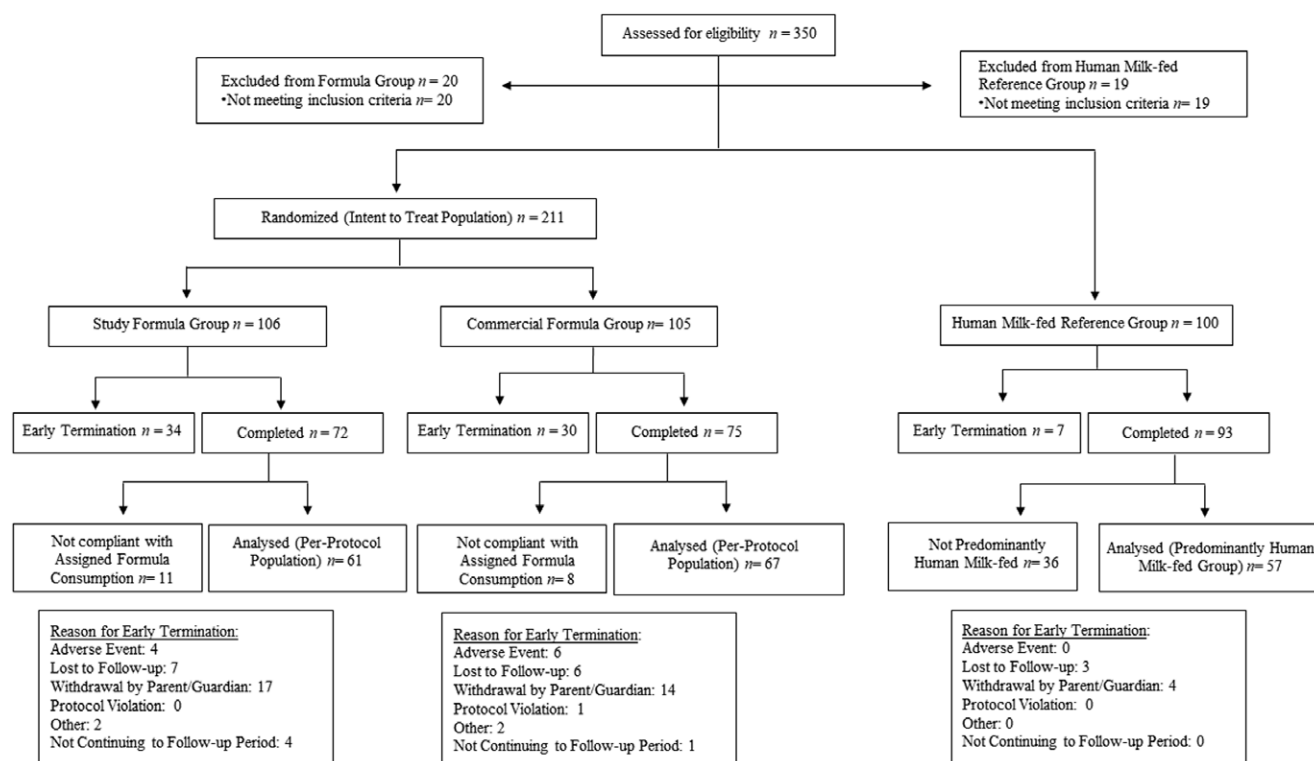 Assessed for eligibility n = 350
Excluded from Formula Group n = 20
•Not meeting inclusion criteria n= 20
Excluded from Human Milk-fed
Reference Group n = 19
•Not meeting inclusion criteria n= 19
Randomized (Intent to Treat Population) n = 211
Study Formula Group n = 106
Commercial Formula Group n= 105
Human Milk-fed Reference Group n = 100
Early Termination n = 34
Completed n = 72
Early Termination n = 30
Completed n = 75
Early Termination n = 7
Completed n = 93
Not compliant with
Assigned Formula
Consumption n= 11
Analysed (Per-Protocol
Population) n= 61
Not compliant with
Assigned Formula
Consumption n= 8
Analysed (Per-Protocol
Population) n= 67
Not Predominantly
Human Milk-fed n= 36
Analysed (Predominantly Human
Milk-fed Group) n= 57
Reason for Early Termination:
Adverse Event: 4
Lost to Follow-up: 7
Withdrawal by Parent/Guardian: 17
Protocol Violation: 0
Other: 2
Not Continuing to Follow-up Period: 4
Reason for Early Termination:
Adverse Event: 6
Lost to Follow-up: 6
Withdrawal by Parent/Guardian: 14
Protocol Violation: 1
Other: 2
Not Continuing to Follow-up Period: 1
Reason for Early Termination:
Adverse Event: 0
Lost to Follow-up: 3
Withdrawal by Parent/Guardian: 4
Protocol Violation: 0
Other: 0
Not Continuing to Follow-up Period: 0